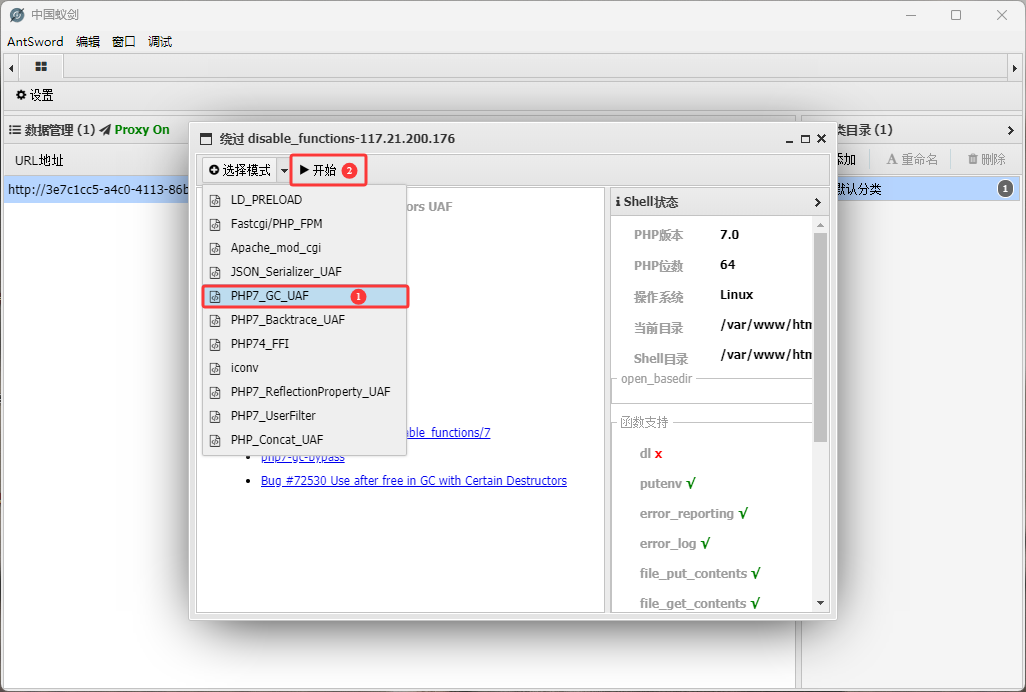 中国蚁剑
AntSword 编辑 窗口 调试
设置
数据管理 (1) Proxy On
URL地址
http://3e7c1cc5-a4c0-4113-86b
绕过 disable_functions-117.21.200.176
选择模式 开始 2
LD_PRELOAD
Fastcgi/PHP_FPM
Apache_mod_cgi
JSON_Serializer_UAF
PHP7_GC_UAF 1
PHP7_Backtrace_UAF
PHP74_FFI
iconv
PHP7_ReflectionProperty_UAF
PHP7_UserFilter
PHP_Concat_UAF
ors UAF
able_functions/7
php7-gc-bypass
Bug #72530 Use after free in GC with Certain Destructors
Shell状态
PHP版本 7.0
PHP位数 64
操作系统 Linux
当前目录 /var/www/htm
Shell目录 /var/www/htm
open_basedir
函数支持
dl x
putenv √
error_reporting √
error_log √
file_put_contents √
file_get_contents √
类目录 (1)
添加 重命名 删除
默认分类 1